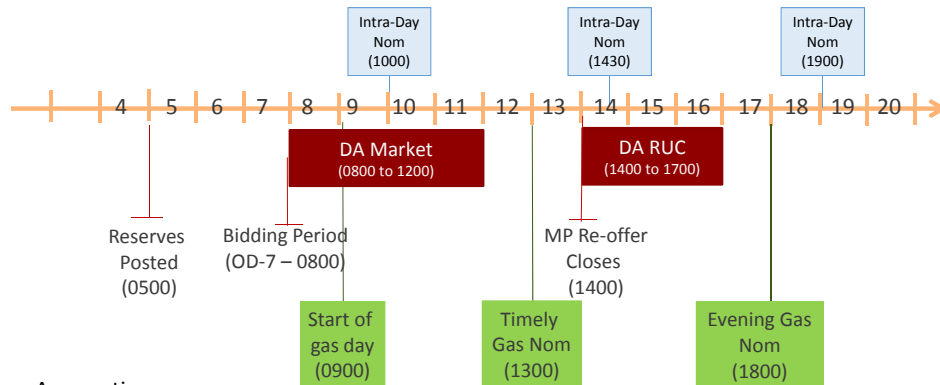 Intra-Day
Nom
(1000)
Intra-Day
Nom
(1430)
Intra-Day
Nom
(1900)
4 5 6 7 8 9 10 11 12 13 14 15 16 17 18 19 20
DA Market
(0800 to 1200)
DA RUC
(1400 to 1700)
Reserves
Posted
(0500)
Bidding Period
(OD-7 – 0800)
MP Re-offer
Closes
(1400)
Start of
gas day
(0900)
Timely
Gas Nom
(1300)
Evening Gas
Nom
(1800)